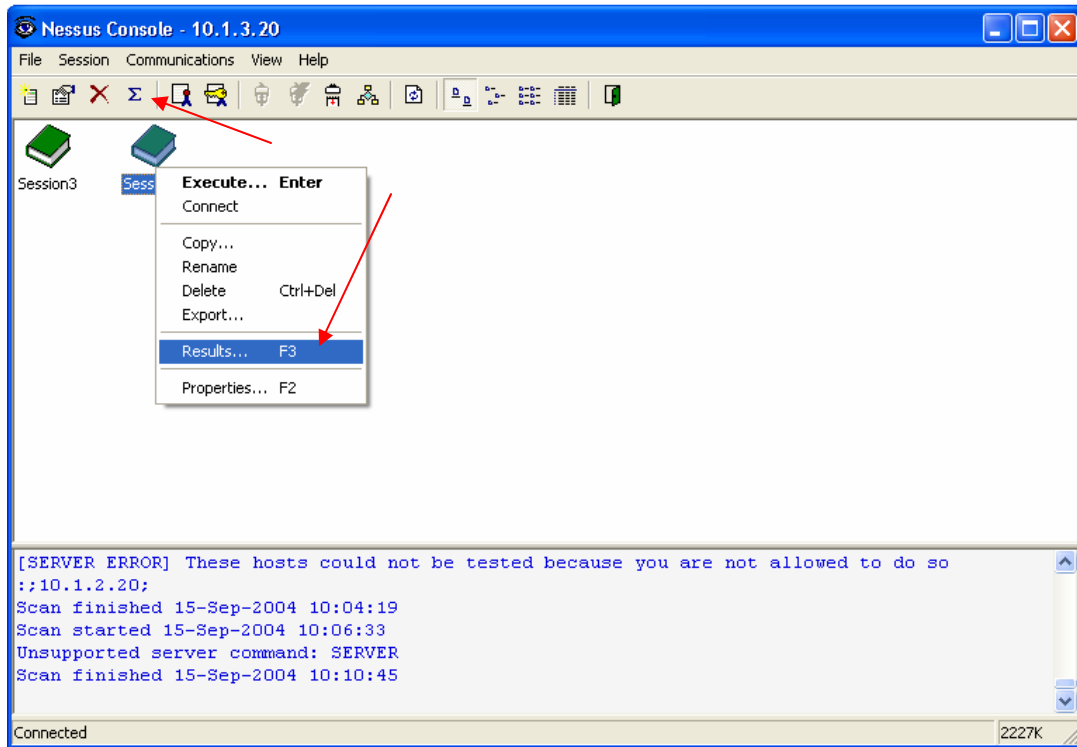 Nessus Console - 10.1.3.20
File Session Communications View Help
Σ
Session3
Sess
Execute... Enter
Connect
Copy...
Rename
Delete Ctrl+Del
Export...
Results... F3
Properties... F2
[SERVER ERROR] These hosts could not be tested because you are not allowed to do so
:;10.1.2.20;
Scan finished 15-Sep-2004 10:04:19
Scan started 15-Sep-2004 10:06:33
Unsupported server command: SERVER
Scan finished 15-Sep-2004 10:10:45
Connected 2227K